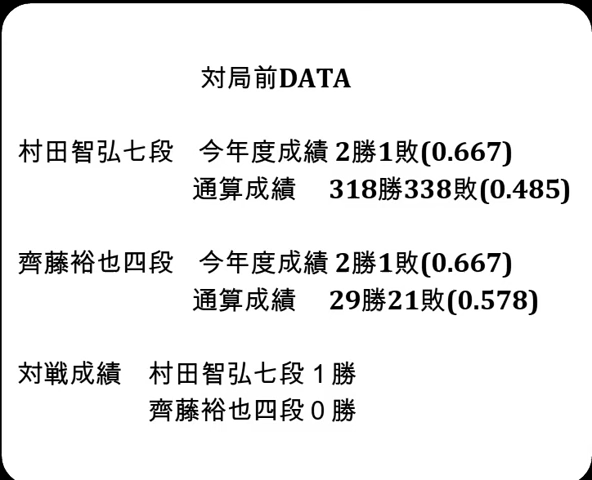 対局前DATA
村田智弘七段　今年度成績 2勝1敗(0.667)
通算成績　318勝338敗(0.485)
齊藤裕也四段　今年度成績 2勝1敗(0.667)
通算成績　29勝21敗(0.578)
対戦成績　村田智弘七段 1 勝
齊藤裕也四段 0 勝